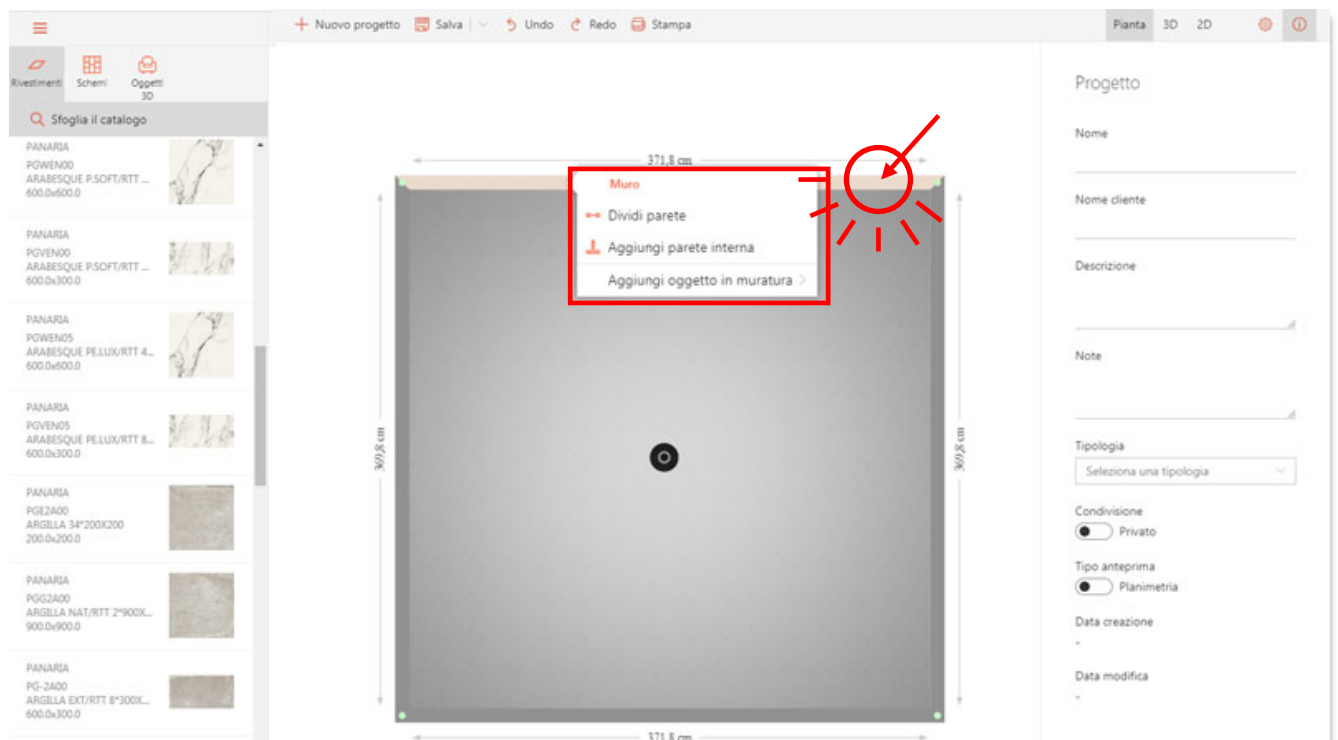 Nuovo progetto
Salva
Undo
Redo
Stampa
Pianta
3D
2D
Rivestimenti
Schemi
Oggetti
3D
Sfoglia il catalogo
PANARIA
PGWEN00
ARABESQUE P.SOFT/RTT ...
600.0x600.0
PANARIA
PGVEN00
ARABESQUE P.SOFT/RTT ...
600.0x300.0
PANARIA
PGWEN05
ARABESQUE PE.LUX/RTT 4...
600.0x600.0
PANARIA
PGVEN05
ARABESQUE PE.LUX/RTT 8...
600.0x300.0
PANARIA
PGE2A00
ARGILLA 34*200X200
200.0x200.0
PANARIA
PGG2A00
ARGILLA NAT/RTT 2*900X...
900.0x900.0
PANARIA
PG-2A00
ARGILLA EXT/RTT 8*300X...
600.0x300.0
371,8 cm
Muro
Dividi parete
Aggiungi parete interna
Aggiungi oggetto in muratura
369,8 cm
369,8 cm
371,8 cm
Progetto
Nome
Nome cliente
Descrizione
Note
Tipologia
Seleziona una tipologia
Condivisione
Privato
Tipo anteprima
Planimetria
Data creazione
-
Data modifica
-